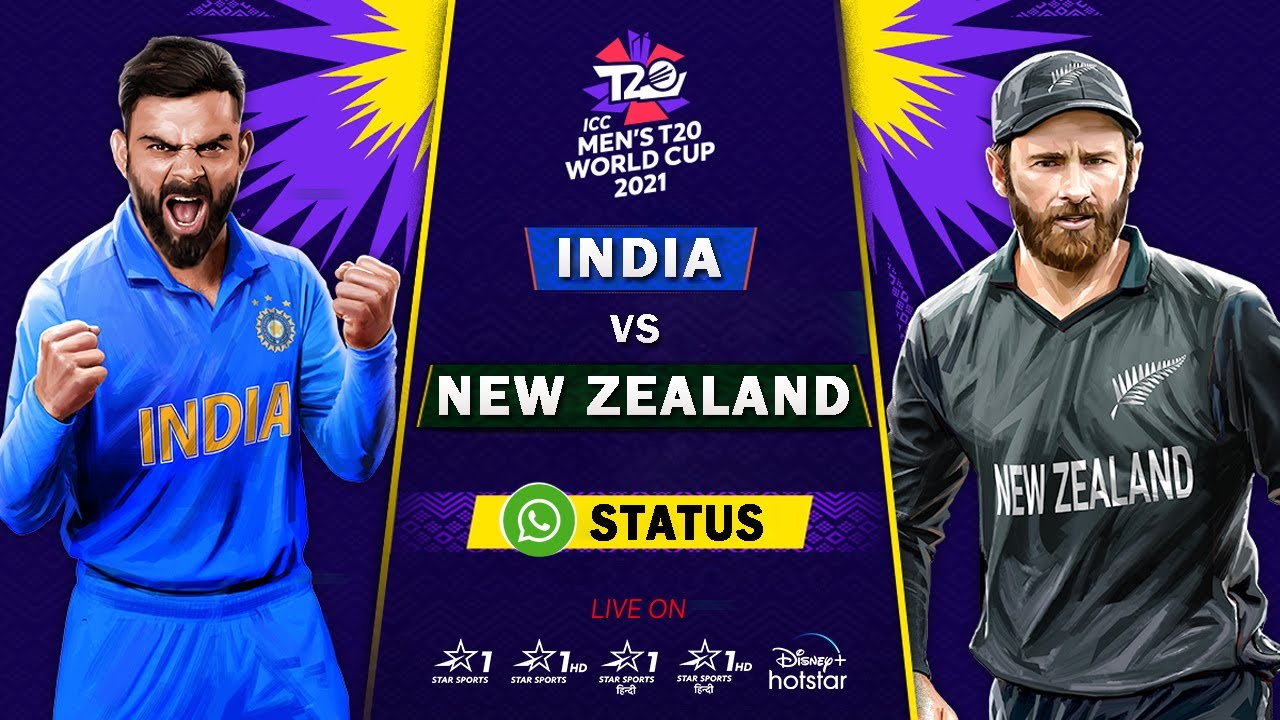 T20
ICC
MEN'S T20
WORLD CUP
2021
INDIA
VS
NEW ZEALAND
STATUS
INDIA
NEW ZEALAND
LIVE ON
1
STAR SPORTS
1HD
STAR SPORTS
1
STAR SPORTS
हिन्दी
1HD
STAR SPORTS
हिन्दी
Disney+
hotstar